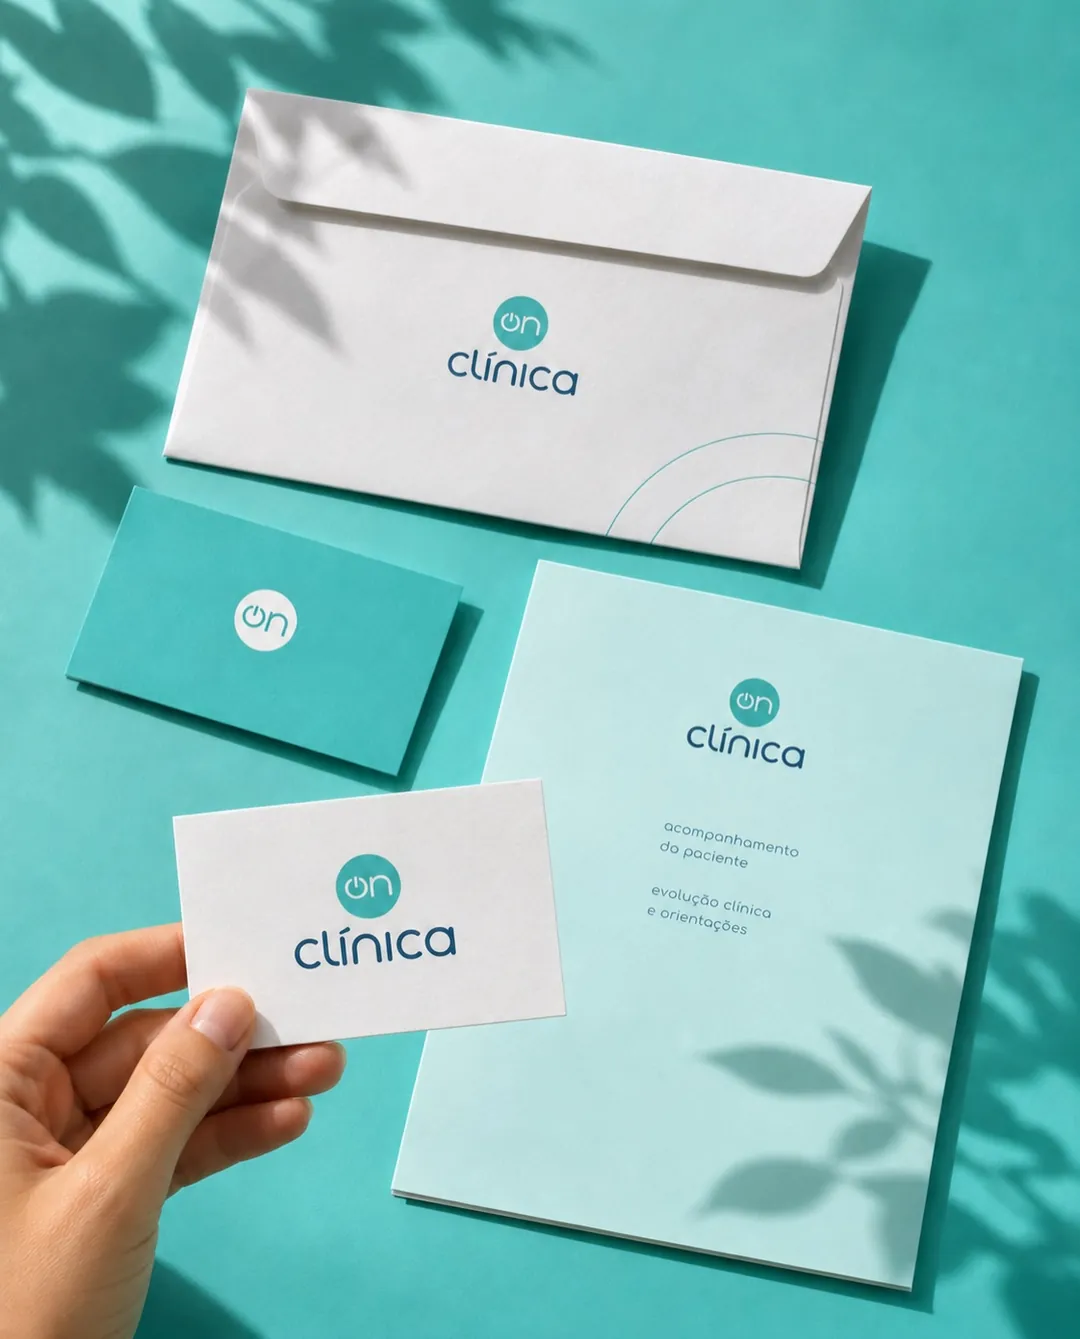 on
clínica
on
on
clínica
acompanhamento
do paciente
evolução clínica
e orientações
on
clínica